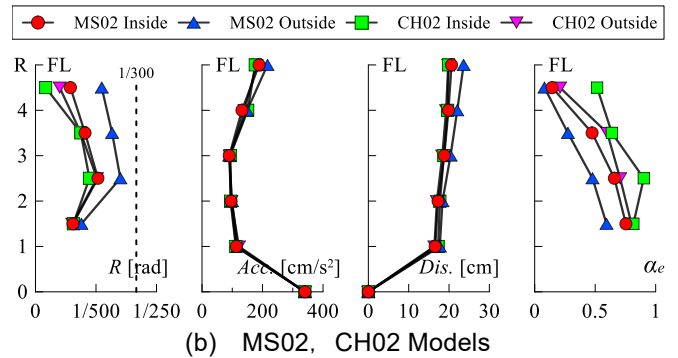 MS02 Inside MS02 Outside CH02 Inside CH02 Outside
R FL 1/300 FL FL FL
4
3
2
1
0
R [rad] Acc. [cm/s²] Dis. [cm] αe
0 1/500 1/250 0 200 400 0 10 20 30 0 0.5 1
(b) MS02, CH02 Models